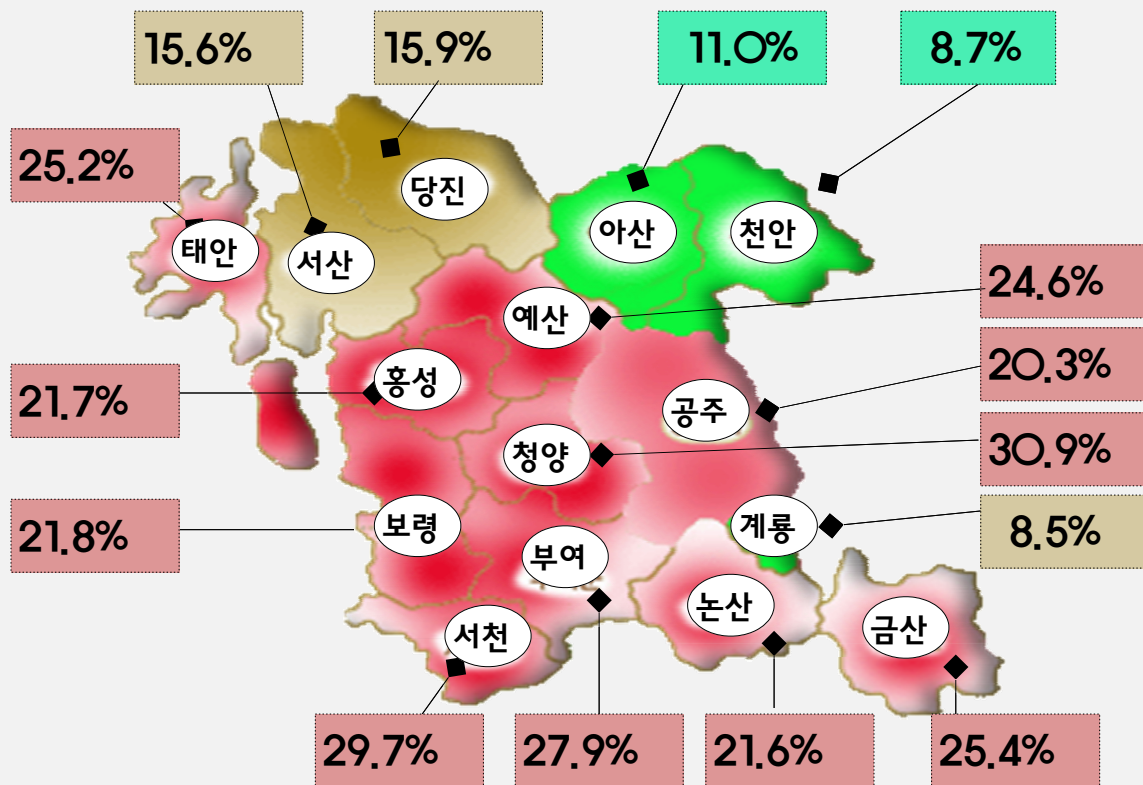 15.6%
15.9%
11.0%
8.7%
25.2%
당진
아산
천안
태안
서산
24.6%
예산
20.3%
홍성
21.7%
공주
30.9%
청양
8.5%
보령
계룡
21.8%
부여
논산
금산
서천
29.7%
27.9%
21.6%
25.4%